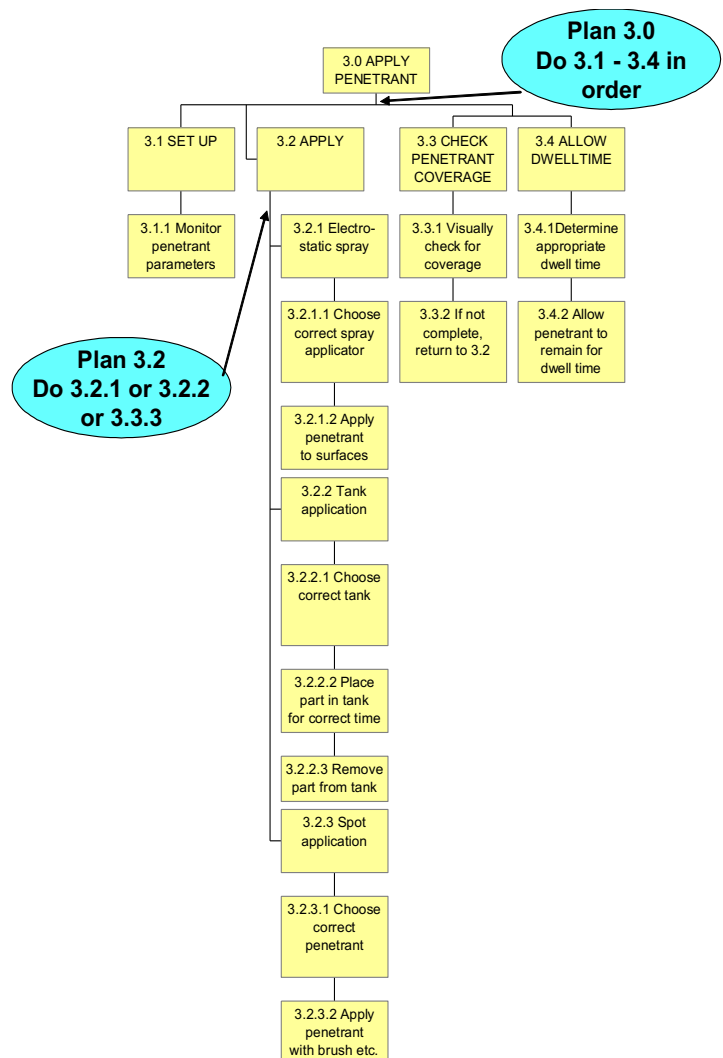 Plan 3.0
Do 3.1 - 3.4 in
order
3.0 APPLY
PENETRANT
3.1 SET UP
3.2 APPLY
3.3 CHECK
PENETRANT
COVERAGE
3.4 ALLOW
DWELLTIME
3.1.1 Monitor
penetrant
parameters
3.2.1 Electro-
static spray
3.3.1 Visually
check for
coverage
3.4.1Determine
appropriate
dwell time
3.2.1.1 Choose
correct spray
applicator
3.3.2 If not
complete,
return to 3.2
3.4.2 Allow
penetrant to
remain for
dwell time
Plan 3.2
Do 3.2.1 or 3.2.2
or 3.3.3
3.2.1.2 Apply
penetrant
to surfaces
3.2.2 Tank
application
3.2.2.1 Choose
correct tank
3.2.2.2 Place
part in tank
for correct time
3.2.2.3 Remove
part from tank
3.2.3 Spot
application
3.2.3.1 Choose
correct
penetrant
3.2.3.2 Apply
penetrant
with brush etc.